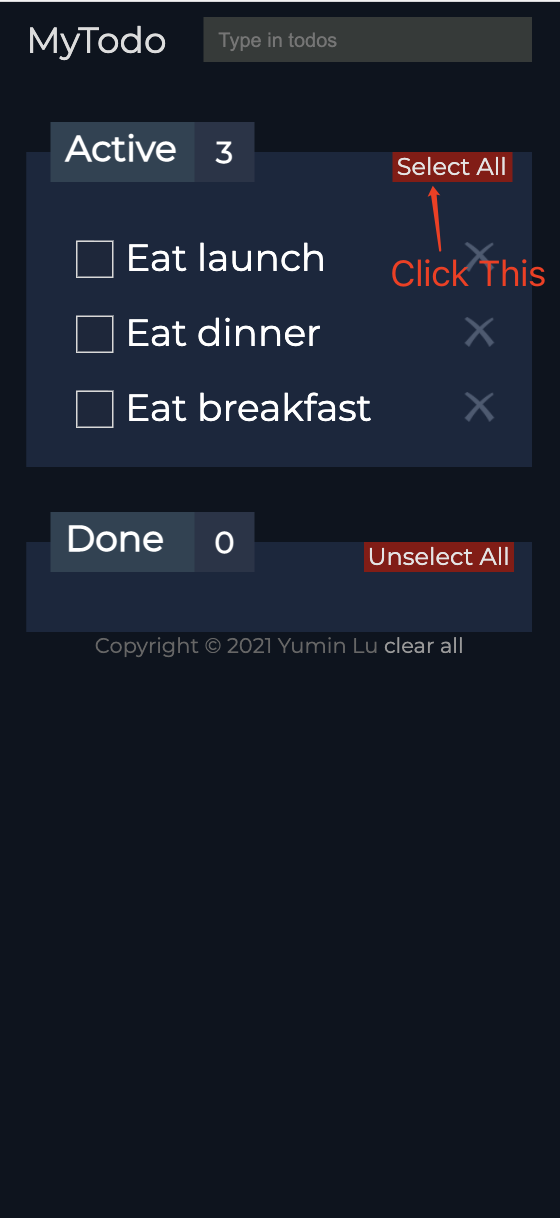 MyTodo
Type in todos
Active 3
Select All
Eat launch
Click This
Eat dinner
Eat breakfast
Done 0
Unselect All
Copyright © 2021 Yumin Lu clear all